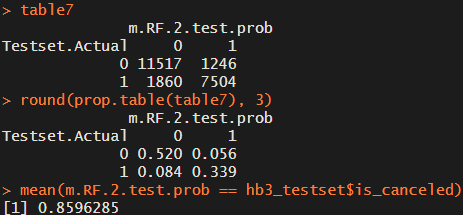 > table7
m.RF.2.test.prob
Testset.Actual 0 1
0 11517 1246
1 1860 7504
> round(prop.table(table7), 3)
m.RF.2.test.prob
Testset.Actual 0 1
0 0.520 0.056
1 0.084 0.339
> mean(m.RF.2.test.prob == hb3_testset$is_canceled)
[1] 0.8596285